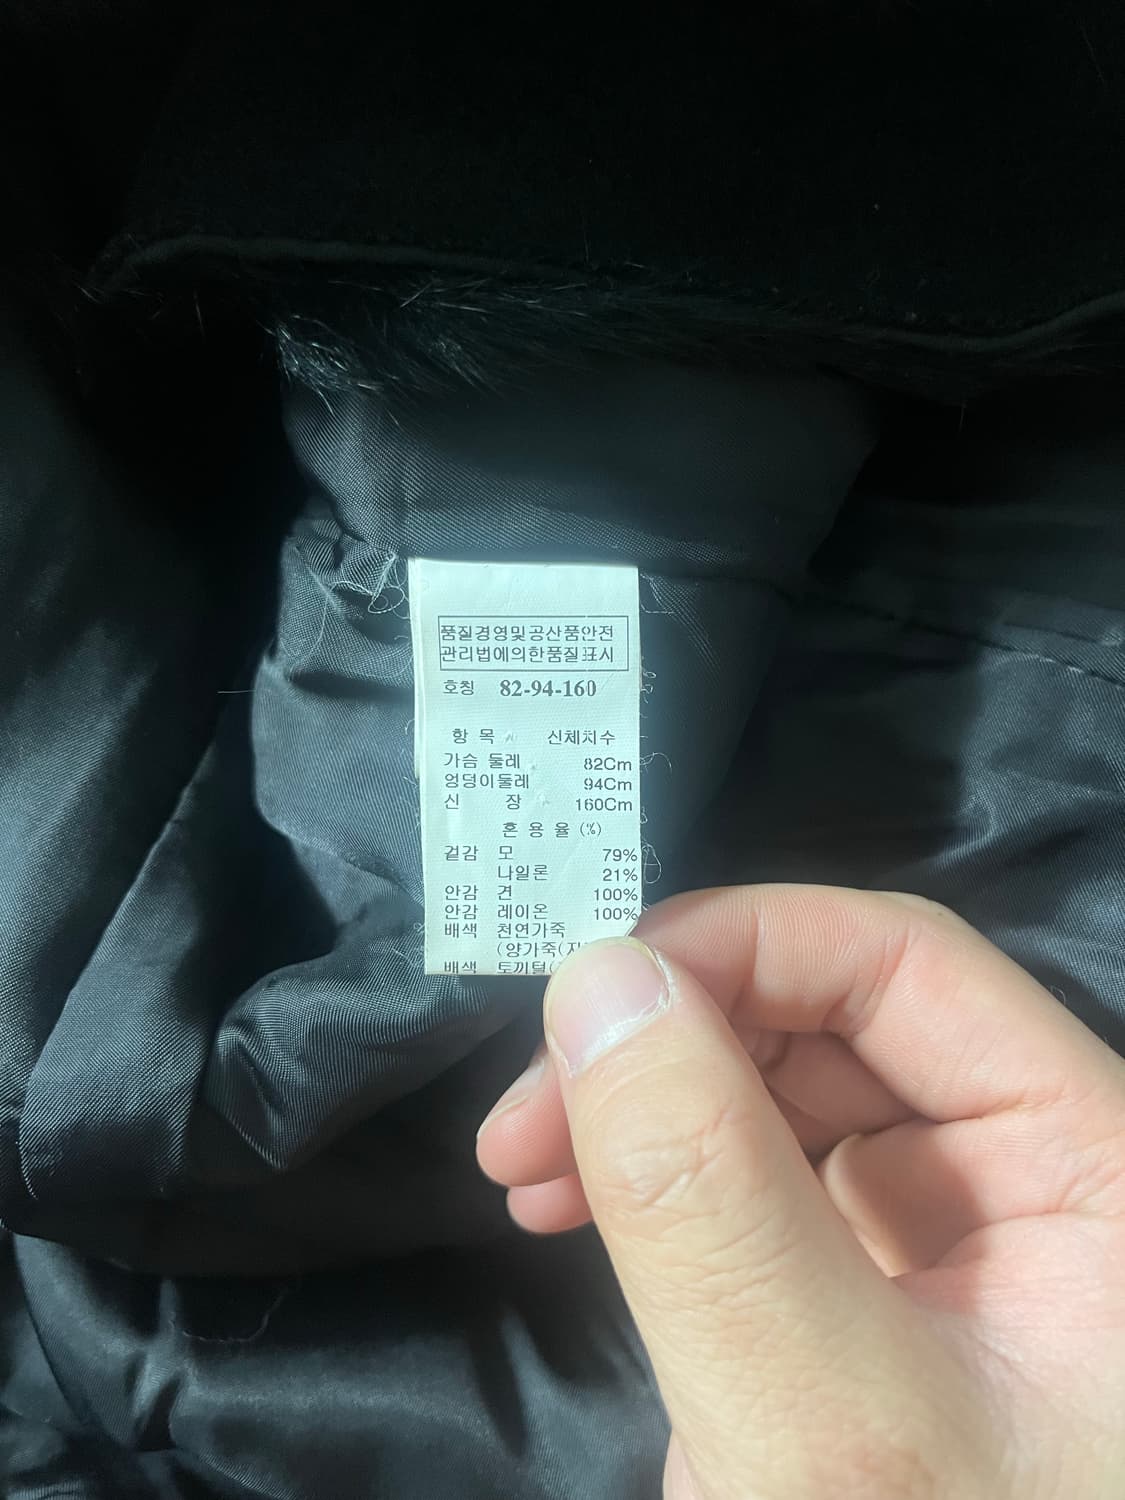 품질경영및공산품안전
관리법에의한품질표시
호칭 82-94-160
항 목 신체치수
가슴 둘레 82Cm
엉덩이둘레 94Cm
신 장 160Cm
혼 용 율 (%)
겉감 모 79%
나일론 21%
안감 견 100%
안감 레이온 100%
배색 천연가죽
(양가죽(
배색 토끼털(